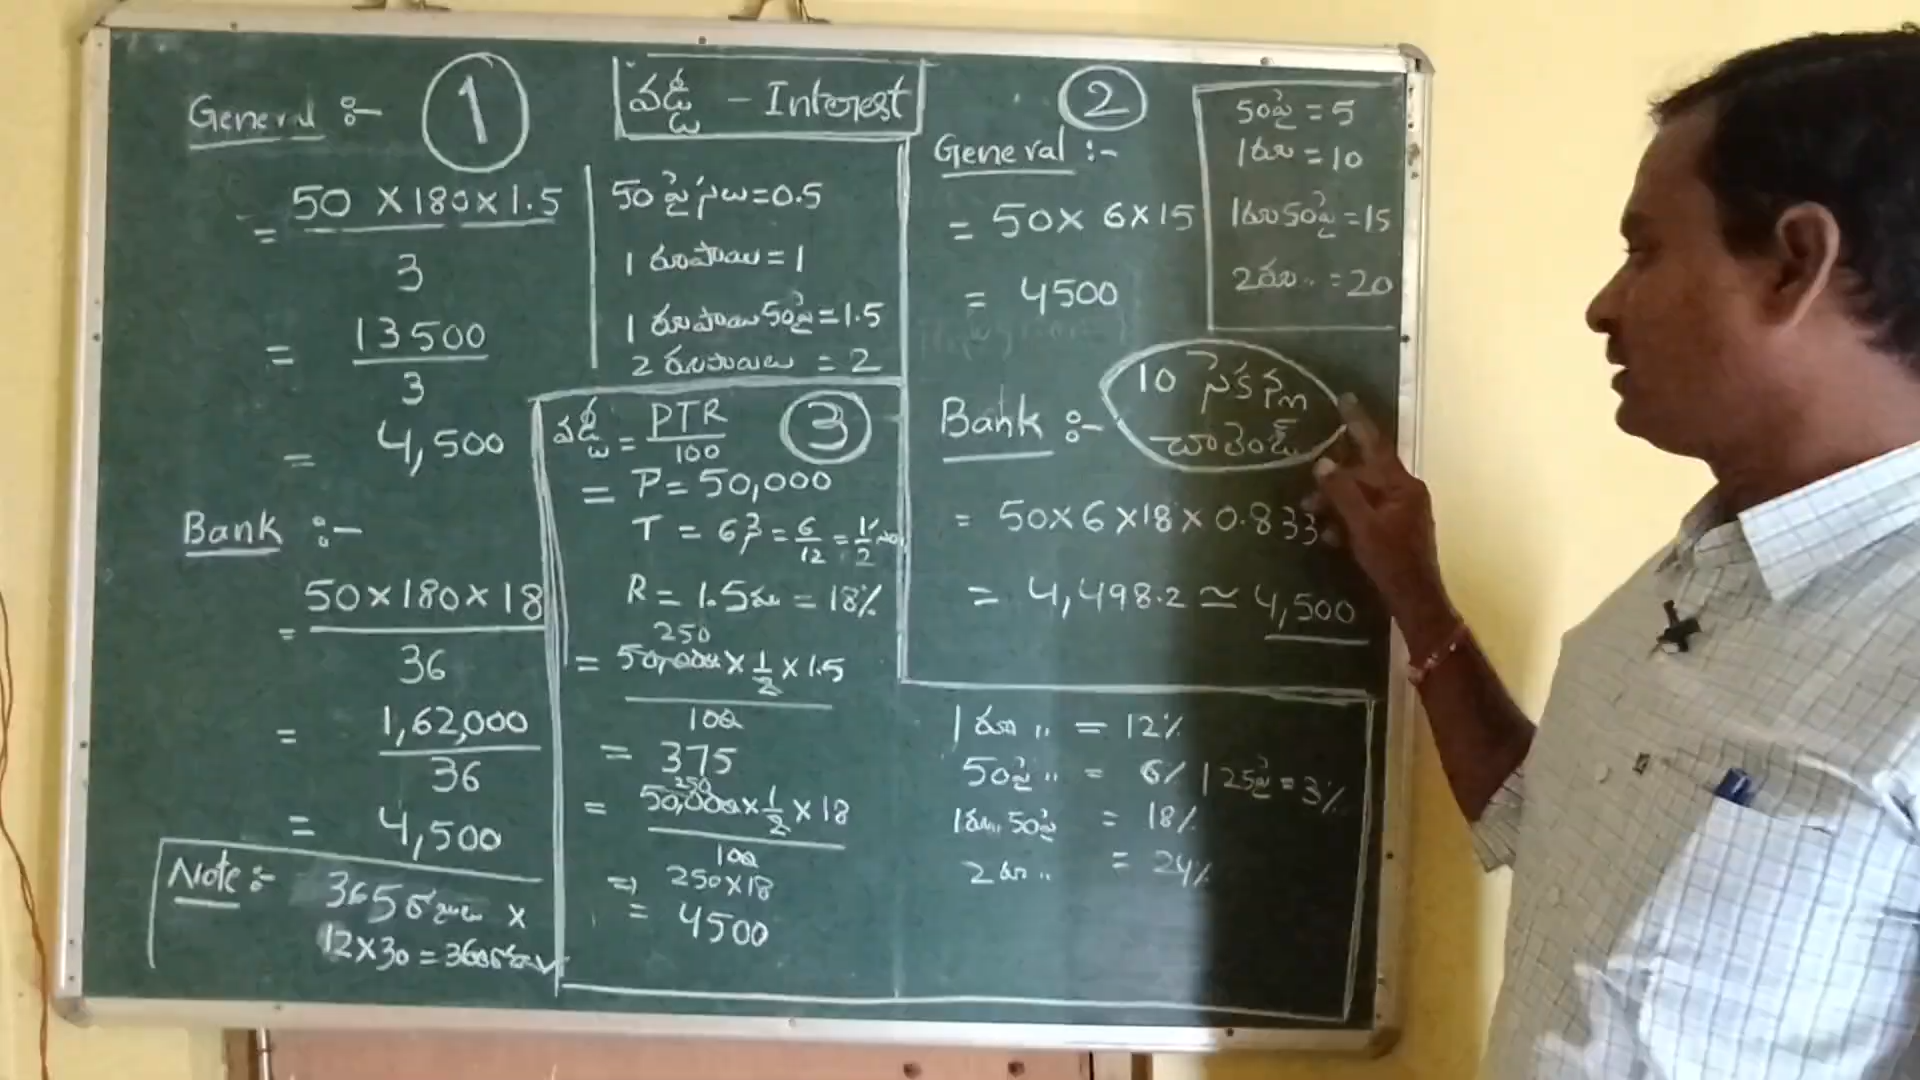 వడ్డీ - Interest
General :-
1
= 50 X 180 X 1.5
3
= 13500
3
= 4,500
Bank :-
= 50 X 180 X 18
36
= 1,62,000
36
= 4,500
Note :-
365 రోజులు X
12 X 30 = 360 రోజులు ✓
50 పైసలు = 0.5
1 రూపాయి = 1
1 రూపాయి 50పై = 1.5
2 రూపాయలు = 2
3
వడ్డీ = PTR
100
= P = 50,000
T = 6 = 6/12 = 1/2
R = 1.5రూ = 18%
250
= 50,000 X 1/2 X 1.5
100
= 375
250
= 50,000 X 1/2 X 18
100
=> 250 X 18
= 4500
2
General :-
= 50 X 6 X 15
= 4500
50పై = 5
1రూ = 10
1రూ 50పై = 15
2రూ.. = 20
Bank :-
10 సెకన్ల
చాలెంజ్
= 50 X 6 X 18 X 0.833
= 4,498.2 ≃ 4,500
1 రూ .. = 12%
50పై .. = 6% | 25పై = 3%
1రూ.. 50పై = 18%
2 రూ .. = 24%